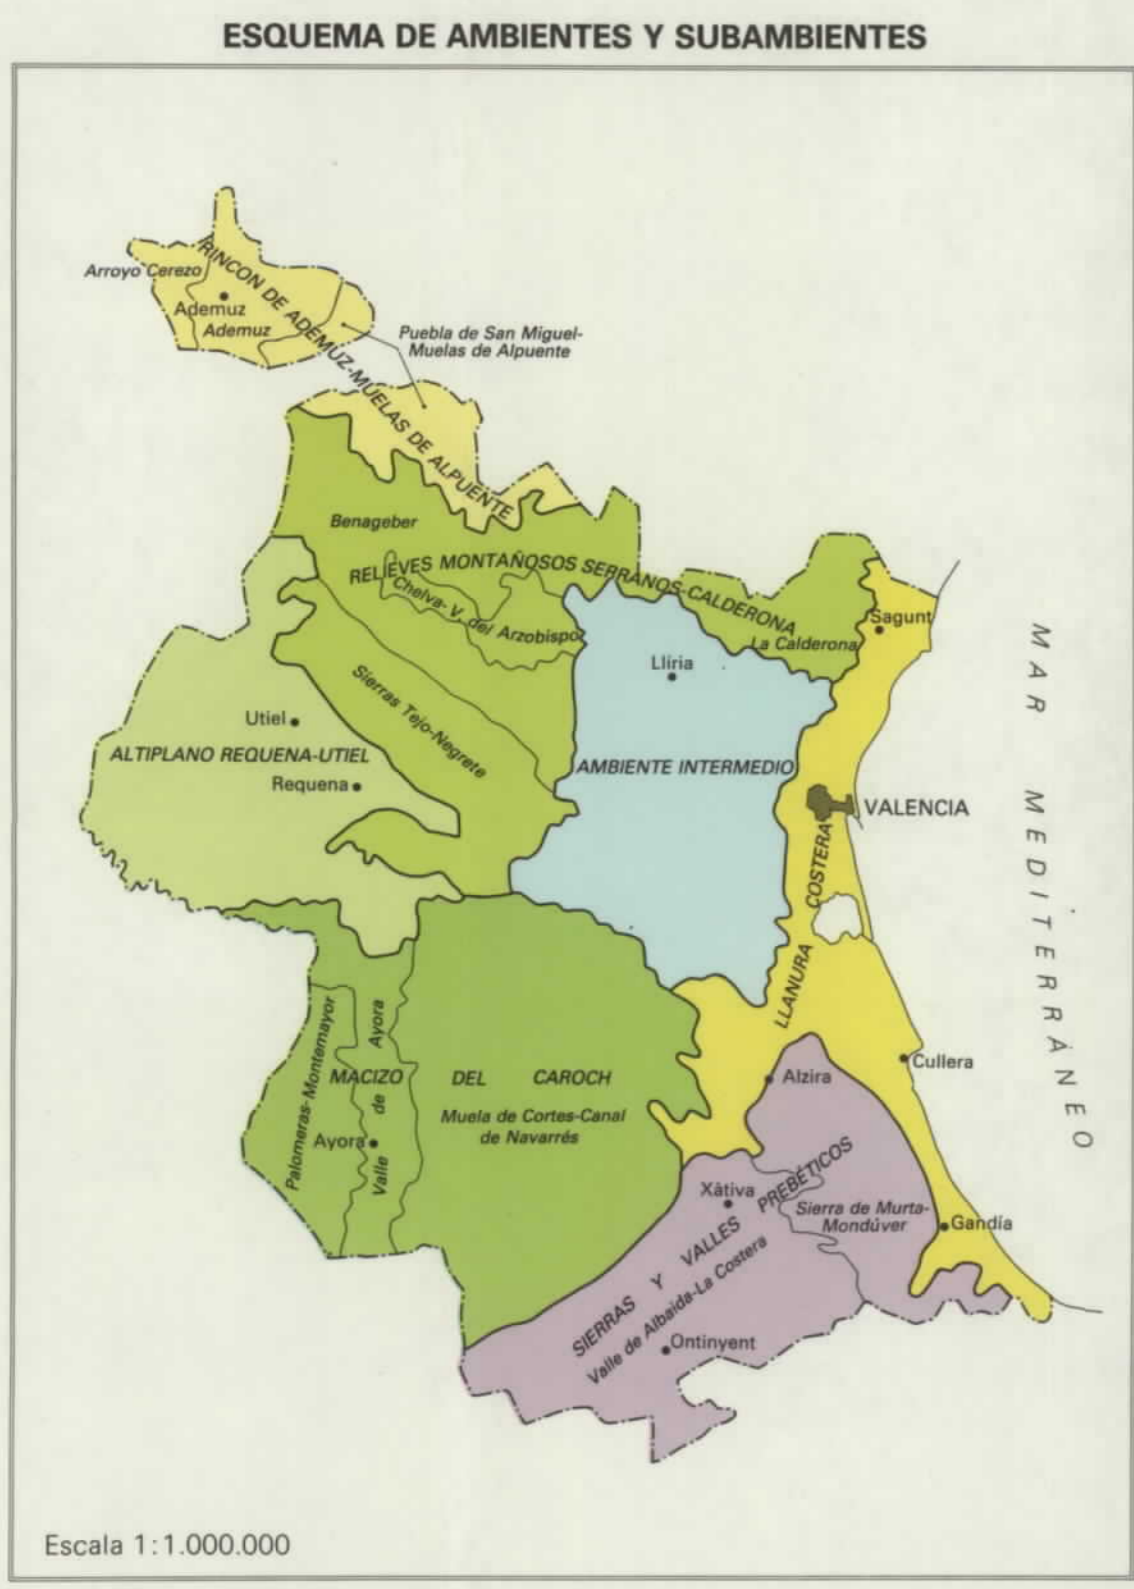 ESQUEMA DE AMBIENTES Y SUBAMBIENTES
Arroyo Cerezo
RINCON DE ADEMUZ-MUELAS DE ALPUENTE
Ademuz
Ademuz
Puebla de San Miguel-
Muelas de Alpuente
Benageber
RELIEVES MONTAÑOSOS SERRANOS-CALDERONA
Chelva-V. del Arzobispo
La Calderona
Sagunt
Llíria
Sierras Tejo-Negrete
Utiel
ALTIPLANO REQUENA-UTIEL
Requena
AMBIENTE INTERMEDIO
VALENCIA
LLANURA COSTERA
MAR MEDITERRÀNEO
Cullera
Alzira
Palomeras-Montemayor
Valle de Ayora
MACIZO DEL CAROCH
Muela de Cortes-Canal
de Navarrés
Ayora
Xàtiva
SIERRAS Y VALLES PREBÉTICOS
Sierra de Murta-
Mondúver
Gandía
Valle de Albaida-La Costera
Ontinyent
Escala 1:1.000.000